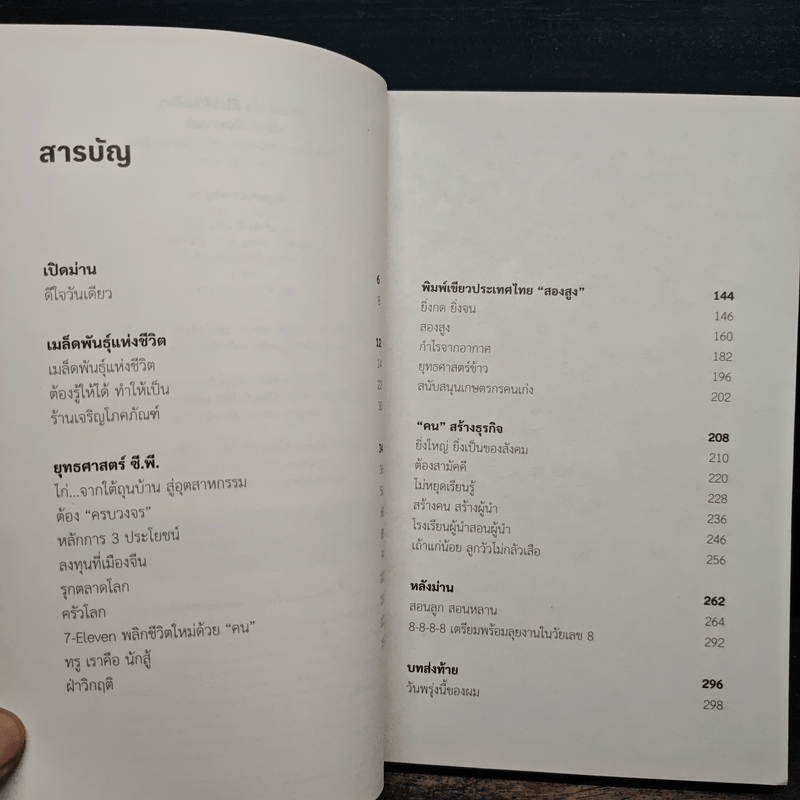 สารบัญ
เปิดม่าน 6
ดีใจวันเดียว 8
เมล็ดพันธุ์แห่งชีวิต 12
เมล็ดพันธุ์แห่งชีวิต 14
ต้องรู้ให้ได้ ทำให้เป็น
ร้านเจริญโภคภัณฑ์
ยุทธศาสตร์ ซี.พี.
ไก่...จากใต้ถุนบ้าน สู่อุตสาหกรรม
ต้อง “ครบวงจร”
หลักการ 3 ประโยชน์
ลงทุนที่เมืองจีน
รุกตลาดโลก
ครัวโลก
7-Eleven พลิกชีวิตใหม่ด้วย “คน”
ทรู เราคือ นักสู้
ฝ่าวิกฤติ
พิมพ์เขียวประเทศไทย “สองสูง” 144
ยิ่งกด ยิ่งจน 146
สองสูง 160
กำไรจากอากาศ 182
ยุทธศาสตร์ข้าว 196
สนับสนุนเกษตรกรคนเก่ง 202
“คน” สร้างธุรกิจ 208
ยิ่งใหญ่ ยิ่งเป็นของสังคม 210
ต้องสามัคคี 220
ไม่หยุดเรียนรู้ 228
สร้างคน สร้างผู้นำ 236
โรงเรียนผู้นำสอนผู้นำ 246
เถ้าแก่น้อย ลูกวัวไม่กลัวเสือ 256
หลังม่าน 262
สอนลูก สอนหลาน 264
8-8-8-8 เตรียมพร้อมลุยงานในวัยเลข 8 292
บทส่งท้าย 296
วันพรุ่งนี้ของผม 298